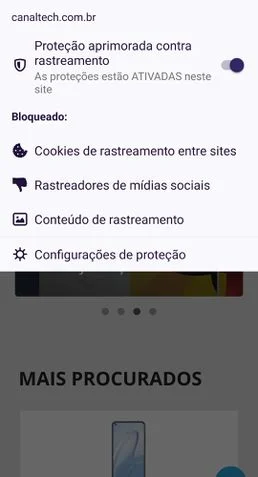 canaltech.com.br
Proteção aprimorada contra
rastreamento
As proteções estão ATIVADAS neste
site
Bloqueado:
Cookies de rastreamento entre sites
Rastreadores de mídias sociais
Conteúdo de rastreamento
Configurações de proteção
MAIS PROCURADOS